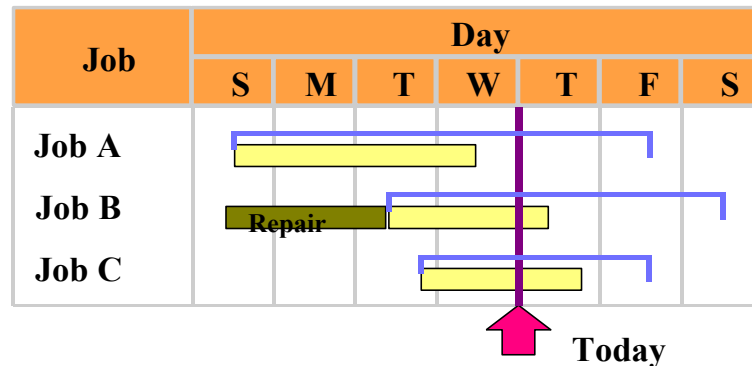 Job
Day
S M T W T F S
Job A
Job B
Repair
Job C
Today